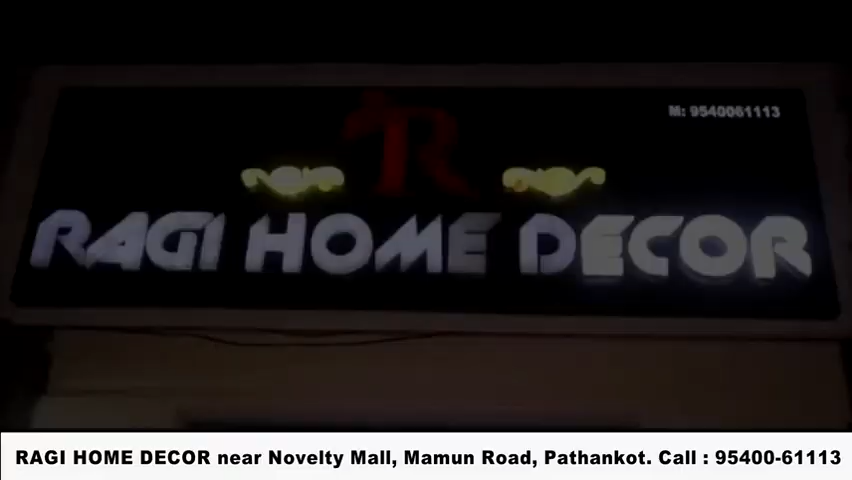 R
M: 9540061113
RAGI HOME DECOR
RAGI HOME DECOR near Novelty Mall, Mamun Road, Pathankot. Call : 95400-61113